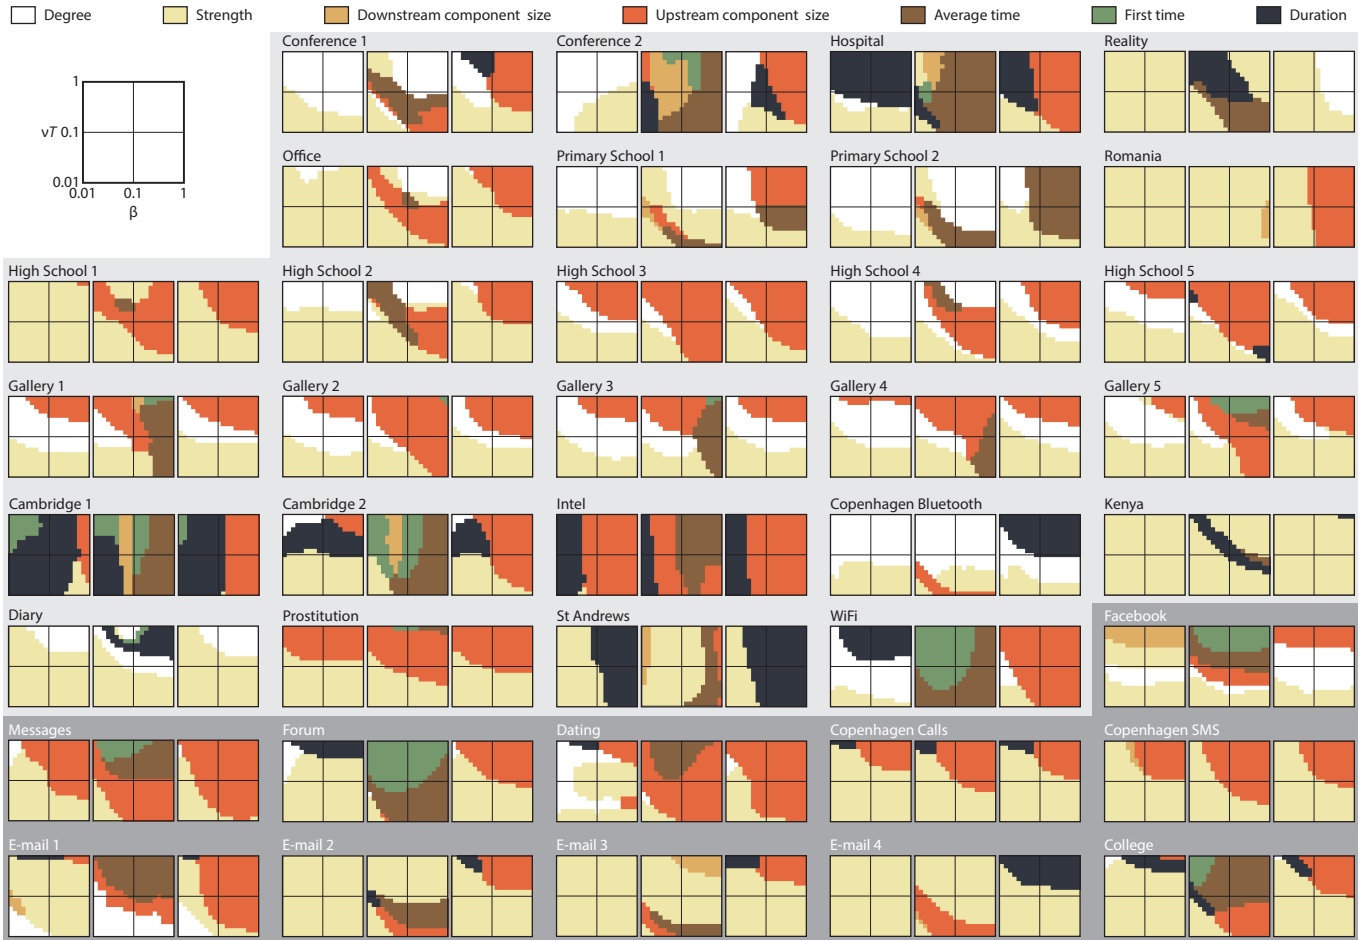 Degree Strength Downstream component size Upstream component size Average time First time Duration
Conference 1 Conference 2 Hospital Reality
1
νT 0.1
0.01
0.01 0.1 1
β
Office Primary School 1 Primary School 2 Romania
High School 1 High School 2 High School 3 High School 4 High School 5
Gallery 1 Gallery 2 Gallery 3 Gallery 4 Gallery 5
Cambridge 1 Cambridge 2 Intel Copenhagen Bluetooth Kenya
Diary Prostitution St Andrews WiFi Facebook
Messages Forum Dating Copenhagen Calls Copenhagen SMS
E-mail 1 E-mail 2 E-mail 3 E-mail 4 College